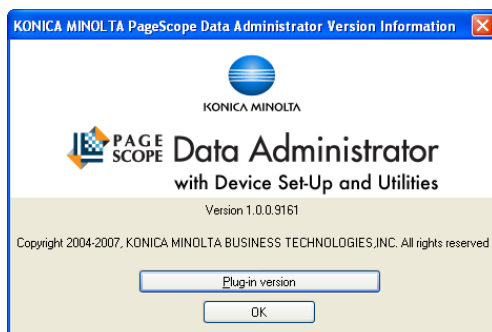 KONICA MINOLTA PageScope Data Administrator Version Information
KONICA MINOLTA
PAGE SCOPE Data Administrator
with Device Set-Up and Utilities
Version 1.0.0.9161
Copyright 2004-2007, KONICA MINOLTA BUSINESS TECHNOLOGIES,INC. All rights reserved
Plug-in version
OK